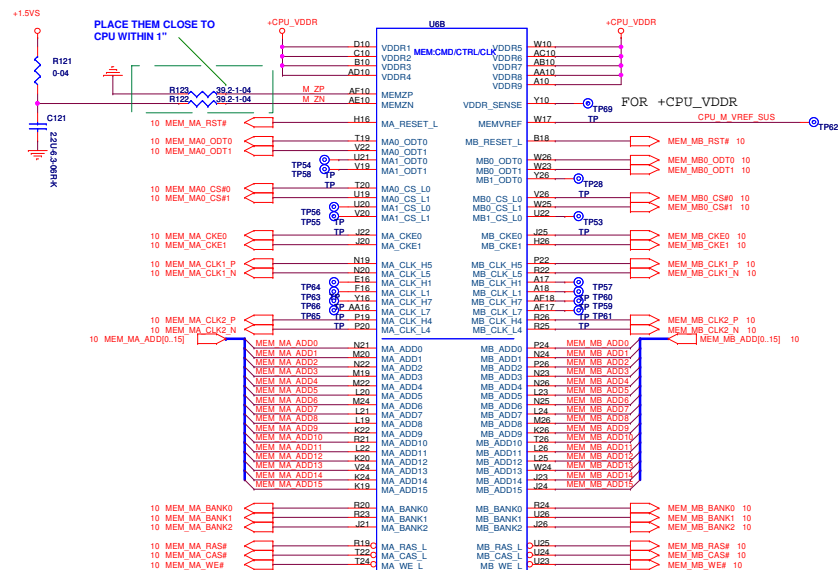 U6B
+1.5VS
PLACE THEM CLOSE TO
CPU WITHIN 1"
+CPU_VDDR
+CPU_VDDR
MEM:CMD/CTRL/CLK
R121
0-04
D10 VDDR1 VDDR5 W10
C10 VDDR2 VDDR6 AC10
B10 VDDR3 VDDR7 AB10
AD10 VDDR4 VDDR8 AA10
VDDR9 A10
R123 39.2-1-04 M_ZP AF10 MEMZP
R122 39.2-1-04 M_ZN AE10 MEMZN
VDDR_SENSE Y10 TP69 TP
FOR +CPU_VDDR
C121
2.2U-6.3-06R-K
MEMVREF W17 CPU_M_VREF_SUS TP62
10 MEM_MA_RST# H16 MA_RESET_L MB_RESET_L B18 MEM_MB_RST# 10
10 MEM_MA0_ODT0 T19 MA0_ODT0
10 MEM_MA0_ODT1 V22 MA0_ODT1
TP54 U21 MA1_ODT0 MB0_ODT0 W26 MEM_MB0_ODT0 10
TP58 TP V19 MA1_ODT1 MB0_ODT1 W23 MEM_MB0_ODT1 10
MB1_ODT0 Y26 TP28 TP
10 MEM_MA0_CS#0 T20 MA0_CS_L0 MB0_CS_L0 V26 MEM_MB0_CS#0 10
10 MEM_MA0_CS#1 U19 MA0_CS_L1 MB0_CS_L1 W25 MEM_MB0_CS#1 10
TP56 U20 MA1_CS_L0 MB1_CS_L0 U22 TP53 TP
TP55 TP V20 MA1_CS_L1
10 MEM_MA_CKE0 J22 MA_CKE0 MB_CKE0 J25 MEM_MB_CKE0 10
10 MEM_MA_CKE1 J20 MA_CKE1 MB_CKE1 H26 MEM_MB_CKE1 10
10 MEM_MA_CLK1_P N19 MA_CLK_H5 MB_CLK_H5 P22 MEM_MB_CLK1_P 10
10 MEM_MA_CLK1_N N20 MA_CLK_L5 MB_CLK_L5 R22 MEM_MB_CLK1_N 10
TP64 E16 MA_CLK_H1 MB_CLK_H1 A17 TP57
TP63 TP F16 MA_CLK_L1 MB_CLK_L1 A18 TP60
TP66 Y16 MA_CLK_H7 MB_CLK_H7 AF18 TP TP59
TP65 TP AA16 MA_CLK_L7 MB_CLK_L7 AF17 TP61
10 MEM_MA_CLK2_P P19 MA_CLK_H4 MB_CLK_H4 R26 MEM_MB_CLK2_P 10
10 MEM_MA_CLK2_N P20 MA_CLK_L4 MB_CLK_L4 R25 TP MEM_MB_CLK2_N 10
10 MEM_MA_ADD[0..15] MEM_MB_ADD[0..15] 10
MEM_MA_ADD0 N21 MA_ADD0 MB_ADD0 P24 MEM_MB_ADD0
MEM_MA_ADD1 M20 MA_ADD1 MB_ADD1 N24 MEM_MB_ADD1
MEM_MA_ADD2 N22 MA_ADD2 MB_ADD2 P26 MEM_MB_ADD2
MEM_MA_ADD3 M19 MA_ADD3 MB_ADD3 N23 MEM_MB_ADD3
MEM_MA_ADD4 M22 MA_ADD4 MB_ADD4 N26 MEM_MB_ADD4
MEM_MA_ADD5 L20 MA_ADD5 MB_ADD5 L23 MEM_MB_ADD5
MEM_MA_ADD6 M24 MA_ADD6 MB_ADD6 N25 MEM_MB_ADD6
MEM_MA_ADD7 L21 MA_ADD7 MB_ADD7 L24 MEM_MB_ADD7
MEM_MA_ADD8 L19 MA_ADD8 MB_ADD8 M26 MEM_MB_ADD8
MEM_MA_ADD9 K22 MA_ADD9 MB_ADD9 K26 MEM_MB_ADD9
MEM_MA_ADD10 R21 MA_ADD10 MB_ADD10 T26 MEM_MB_ADD10
MEM_MA_ADD11 L22 MA_ADD11 MB_ADD11 L26 MEM_MB_ADD11
MEM_MA_ADD12 K20 MA_ADD12 MB_ADD12 L25 MEM_MB_ADD12
MEM_MA_ADD13 V24 MA_ADD13 MB_ADD13 W24 MEM_MB_ADD13
MEM_MA_ADD14 K24 MA_ADD14 MB_ADD14 J23 MEM_MB_ADD14
MEM_MA_ADD15 K19 MA_ADD15 MB_ADD15 J24 MEM_MB_ADD15
10 MEM_MA_BANK0 R20 MA_BANK0 MB_BANK0 R24 MEM_MB_BANK0 10
10 MEM_MA_BANK1 R23 MA_BANK1 MB_BANK1 U26 MEM_MB_BANK1 10
10 MEM_MA_BANK2 J21 MA_BANK2 MB_BANK2 J26 MEM_MB_BANK2 10
10 MEM_MA_RAS# R19 MA_RAS_L MB_RAS_L U25 MEM_MB_RAS# 10
10 MEM_MA_CAS# T22 MA_CAS_L MB_CAS_L U24 MEM_MB_CAS# 10
10 MEM_MA_WE# T24 MA_WE_L MB_WE_L U23 MEM_MB_WE# 10